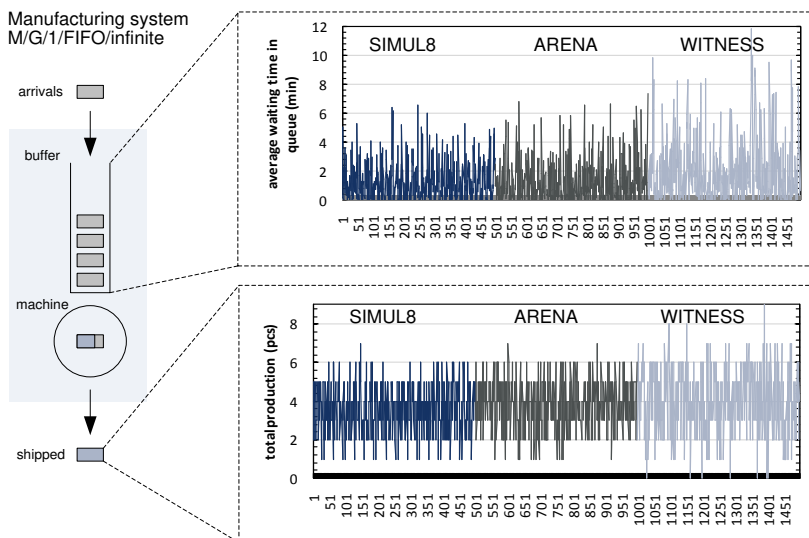 Manufacturing system
M/G/1/FIFO/infinite
arrivals
buffer
machine
shipped
average waiting time in
queue (min)
12
10
8
6
4
2
0
SIMUL8 ARENA WITNESS
1 51 101 151 201 251 301 351 401 451 501 551 601 651 701 751 801 851 901 951 1001 1051 1101 1151 1201 1251 1301 1351 1401 1451
total production (pcs)
8
6
4
2
0
SIMUL8 ARENA WITNESS
1 51 101 151 201 251 301 351 401 451 501 551 601 651 701 751 801 851 901 951 1001 1051 1101 1151 1201 1251 1301 1351 1401 1451